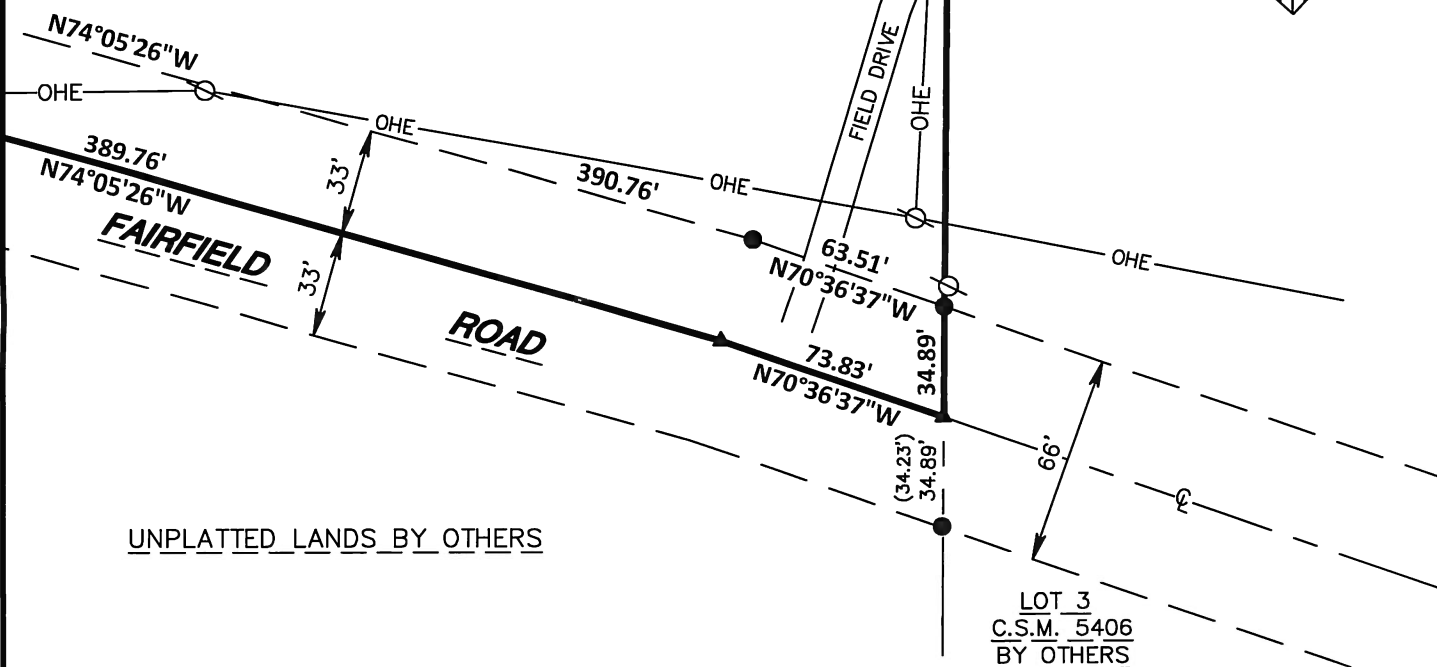 N74°05'26"W
OHE
OHE
389.76'
N74°05'26"W
33'
33'
FAIRFIELD
ROAD
390.76'
OHE
FIELD DRIVE
OHE
OHE
63.51'
N70°36'37"W
73.83'
N70°36'37"W
34.89'
(34.23')
34.89'
66'
℄
UNPLATTED LANDS BY OTHERS
LOT 3
C.S.M. 5406
BY OTHERS